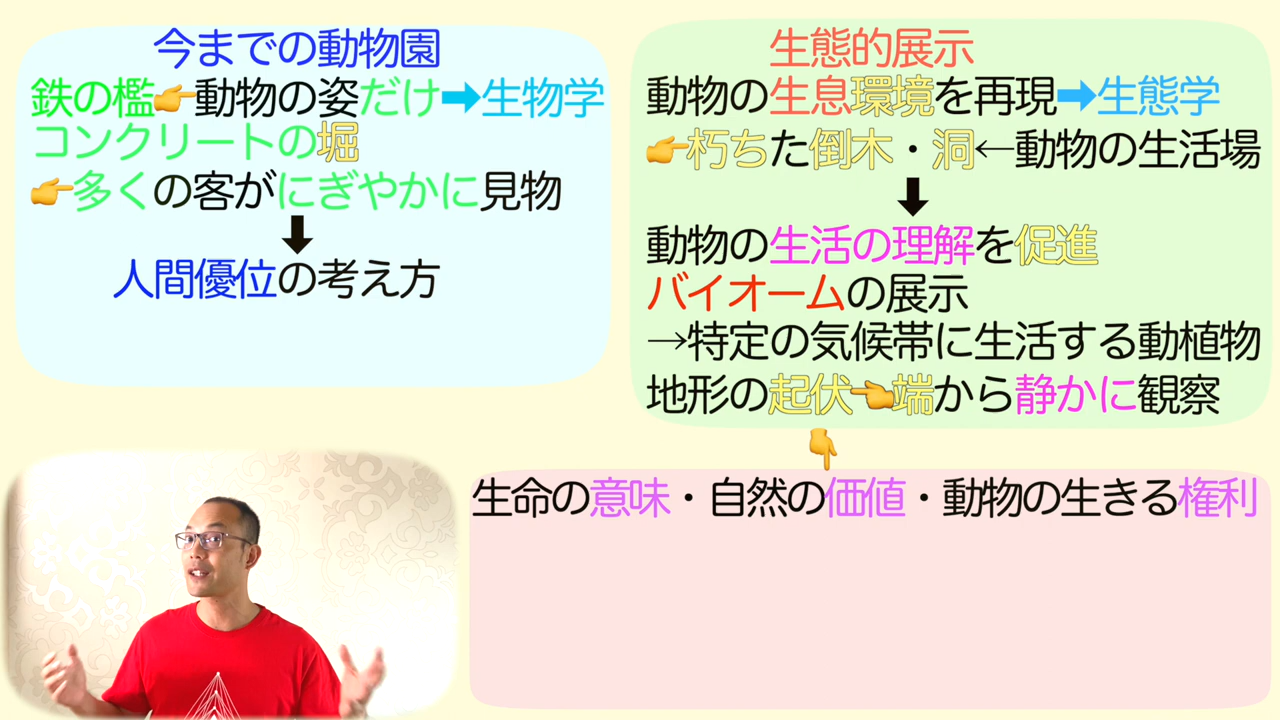 今までの動物園
鉄の檻👉動物の姿だけ➡生物学
コンクリートの堀
👉多くの客がにぎやかに見物
⬇
人間優位の考え方
生態的展示
動物の生息環境を再現➡生態学
👉朽ちた倒木・洞←動物の生活場
⬇
動物の生活の理解を促進
バイオームの展示
→特定の気候帯に生活する動植物
地形の起伏👈端から静かに観察
👇
生命の意味・自然の価値・動物の生きる権利